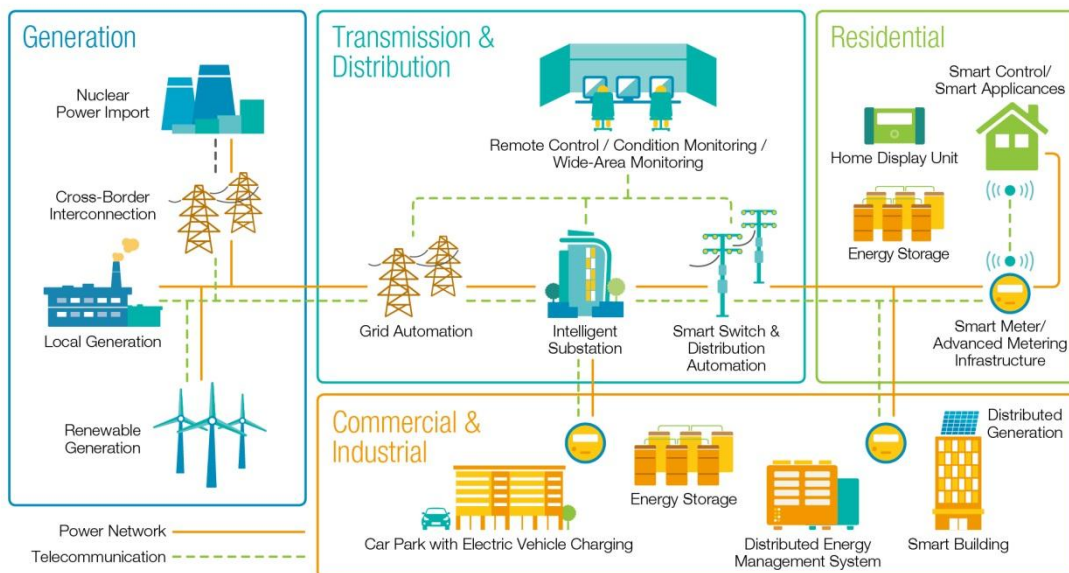 Generation
Nuclear
Power Import
Cross-Border
Interconnection
Local Generation
Renewable
Generation
Power Network
Telecommunication
Transmission &
Distribution
Remote Control / Condition Monitoring /
Wide-Area Monitoring
Grid Automation
Intelligent
Substation
Smart Switch &
Distribution
Automation
Residential
Smart Control/
Smart Applicances
Home Display Unit
Energy Storage
Smart Meter/
Advanced Metering
Infrastructure
Commercial &
Industrial
Car Park with Electric Vehicle Charging
Energy Storage
Distributed Energy
Management System
Distributed
Generation
Smart Building